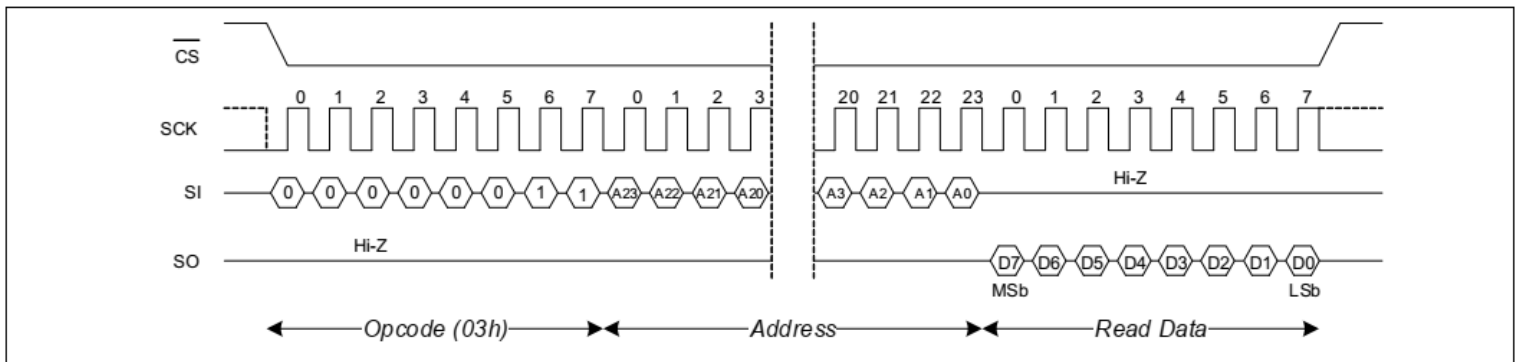 CS
0 1 2 3 4 5 6 7 0 1 2 3 20 21 22 23 0 1 2 3 4 5 6 7
SCK
Hi-Z
SI 0 0 0 0 0 0 1 1 A23 A22 A21 A20 A3 A2 A1 A0
Hi-Z
SO D7 D6 D5 D4 D3 D2 D1 D0
MSb LSb
Opcode (03h) Address Read Data